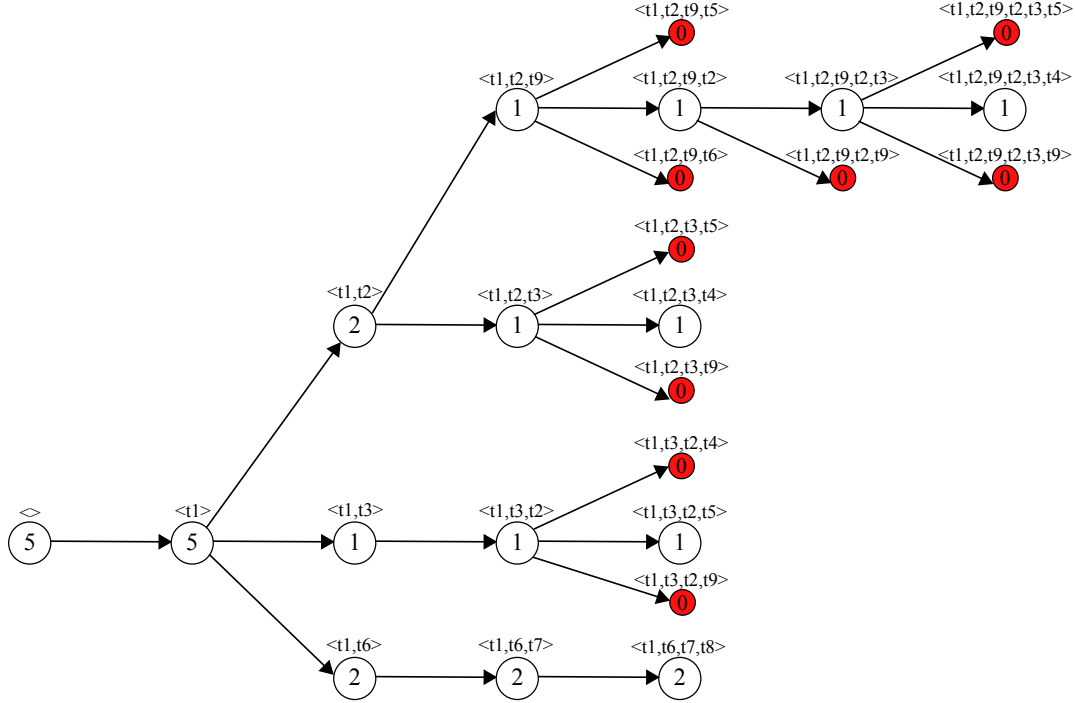 <t1,t2,t9,t5>
0
<t1,t2,t9,t2,t3,t5>
0
<t1,t2,t9>
1
<t1,t2,t9,t2>
1
<t1,t2,t9,t2,t3>
1
<t1,t2,t9,t2,t3,t4>
1
<t1,t2,t9,t6>
0
<t1,t2,t9,t2,t9>
0
<t1,t2,t9,t2,t3,t9>
0
<t1,t2,t3,t5>
0
<t1,t2>
2
<t1,t2,t3>
1
<t1,t2,t3,t4>
1
<t1,t2,t3,t9>
0
<t1,t3,t2,t4>
0
<>
5
<t1>
5
<t1,t3>
1
<t1,t3,t2>
1
<t1,t3,t2,t5>
1
<t1,t3,t2,t9>
0
<t1,t6>
2
<t1,t6,t7>
2
<t1,t6,t7,t8>
2